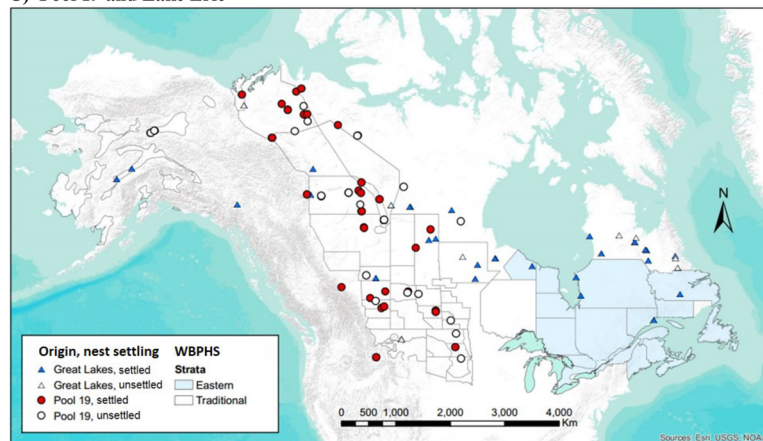 N
Origin, nest settling WBPHS
Strata
Great Lakes, settled
Great Lakes, unsettled Eastern
Pool 19, settled Traditional
Pool 19, unsettled
0 500 1,000 2,000 3,000 4,000
Km
Sources: Esri, USGS, NOAA